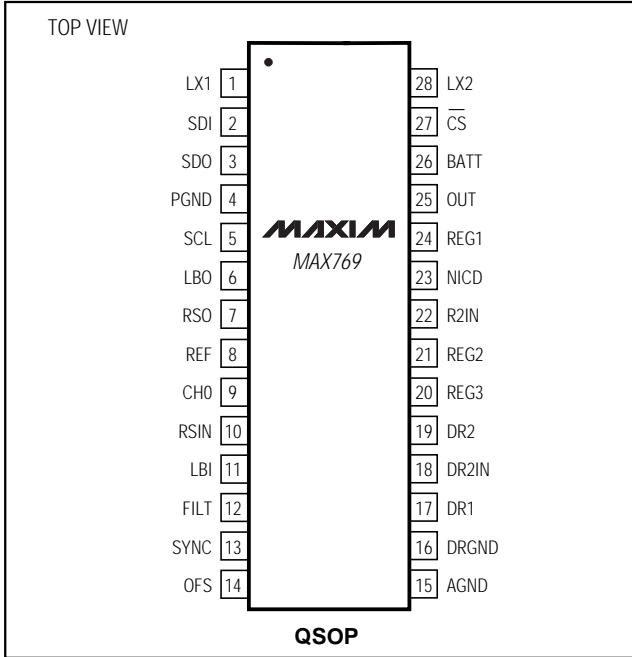 TOP VIEW
LX1 1 28 LX2
SDI 2 27 C̅S̅
SDO 3 26 BATT
PGND 4 25 OUT
SCL 5 MAXIM 24 REG1
LBO 6 MAX769 23 NICD
RSO 7 22 R2IN
REF 8 21 REG2
CH0 9 20 REG3
RSIN 10 19 DR2
LBI 11 18 DR2IN
FILT 12 17 DR1
SYNC 13 16 DRGND
OFS 14 15 AGND
QSOP